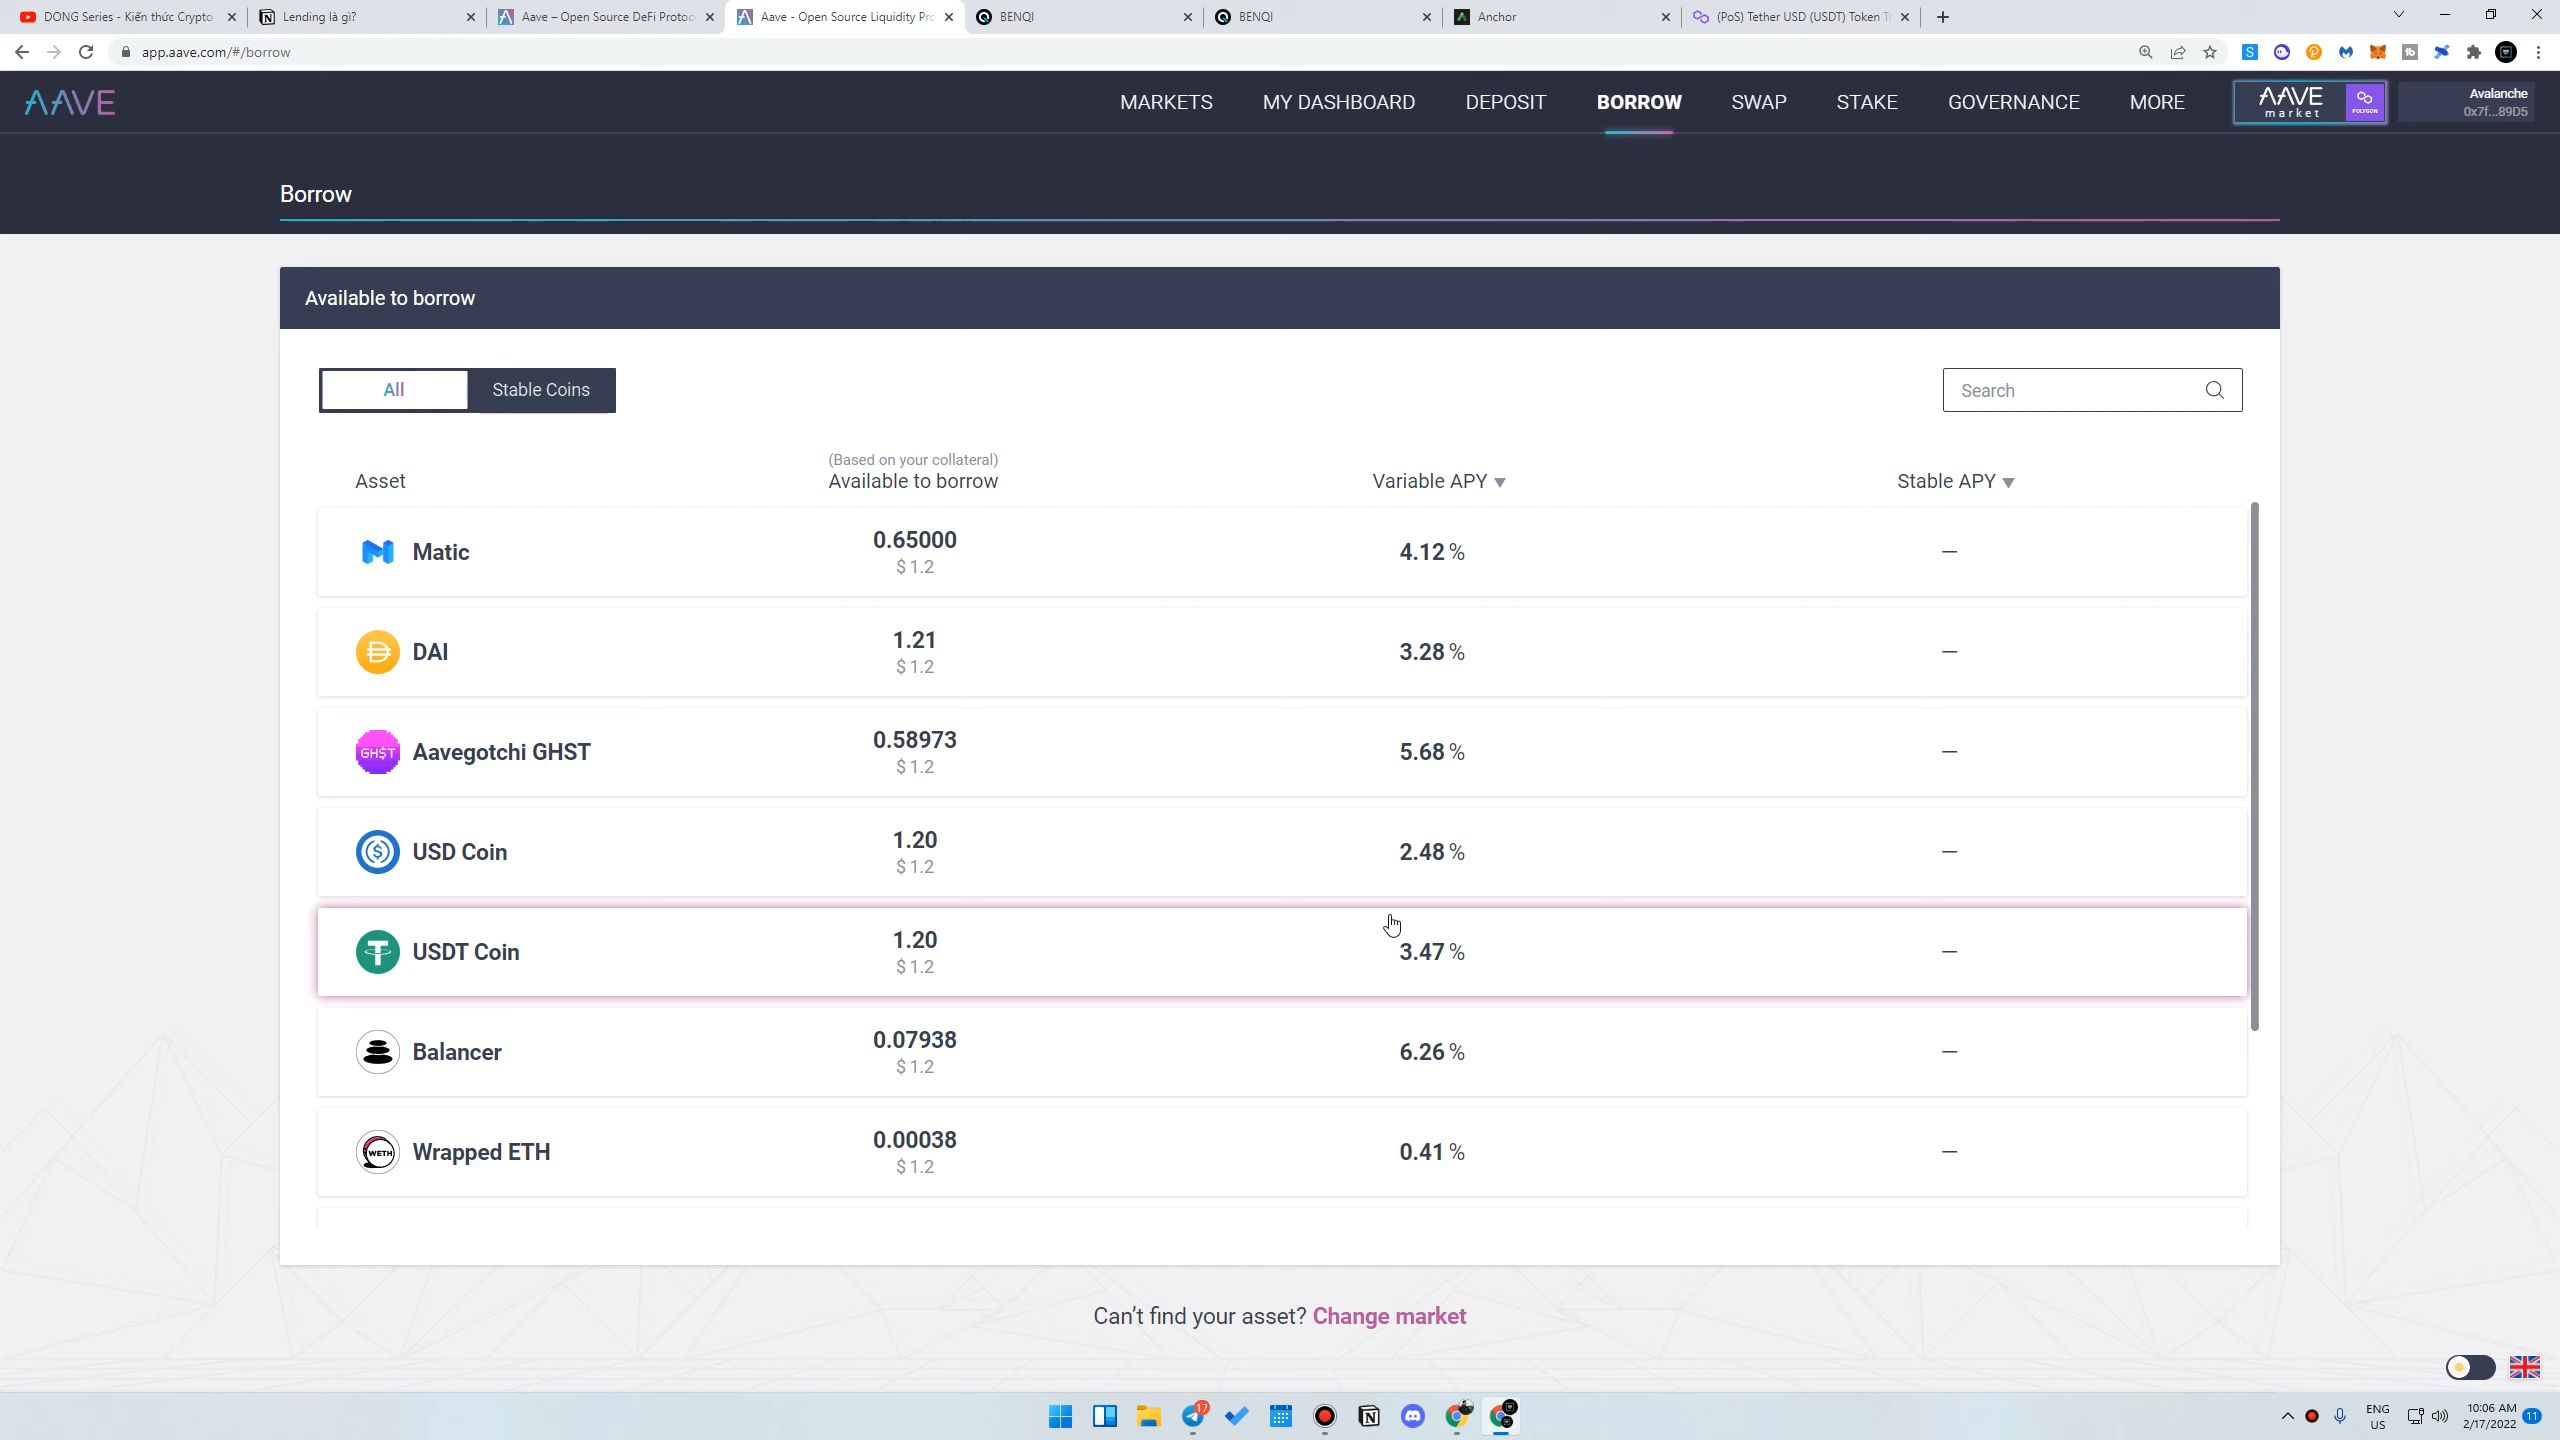 DONG Series - Kiến thức Crypto
Lending là gì?
Aave – Open Source DeFi Protoc
Aave - Open Source Liquidity Pro
BENQI
BENQI
Anchor
(PoS) Tether USD (USDT) Token T
app.aave.com/#/borrow
AAVE
MARKETS
MY DASHBOARD
DEPOSIT
BORROW
SWAP
STAKE
GOVERNANCE
MORE
AAVE
market
POLYGON
Avalanche
0x7f...89D5
Borrow
Available to borrow
All
Stable Coins
Search
(Based on your collateral)
Asset
Available to borrow
Variable APY
Stable APY
Matic
0.65000
$ 1.2
4.12 %
—
DAI
1.21
$ 1.2
3.28 %
—
GH$T
Aavegotchi GHST
0.58973
$ 1.2
5.68 %
—
USD Coin
1.20
$ 1.2
2.48 %
—
USDT Coin
1.20
$ 1.2
3.47 %
—
Balancer
0.07938
$ 1.2
6.26 %
—
WETH
Wrapped ETH
0.00038
$ 1.2
0.41 %
—
Can't find your asset? Change market
17
ENG
US
10:06 AM
2/17/2022
11